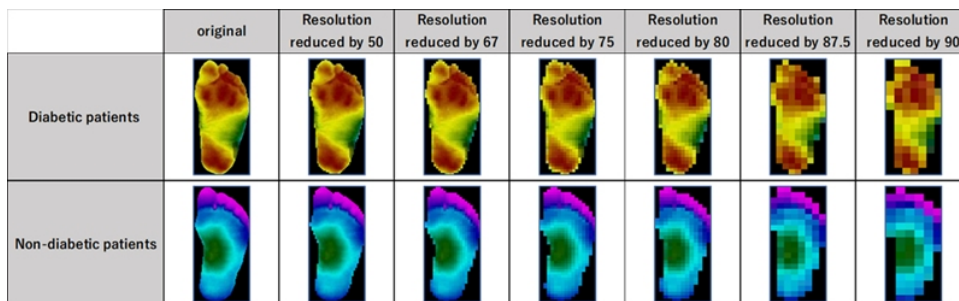 original
Resolution
reduced by 50
Resolution
reduced by 67
Resolution
reduced by 75
Resolution
reduced by 80
Resolution
reduced by 87.5
Resolution
reduced by 90
Diabetic patients
Non-diabetic patients